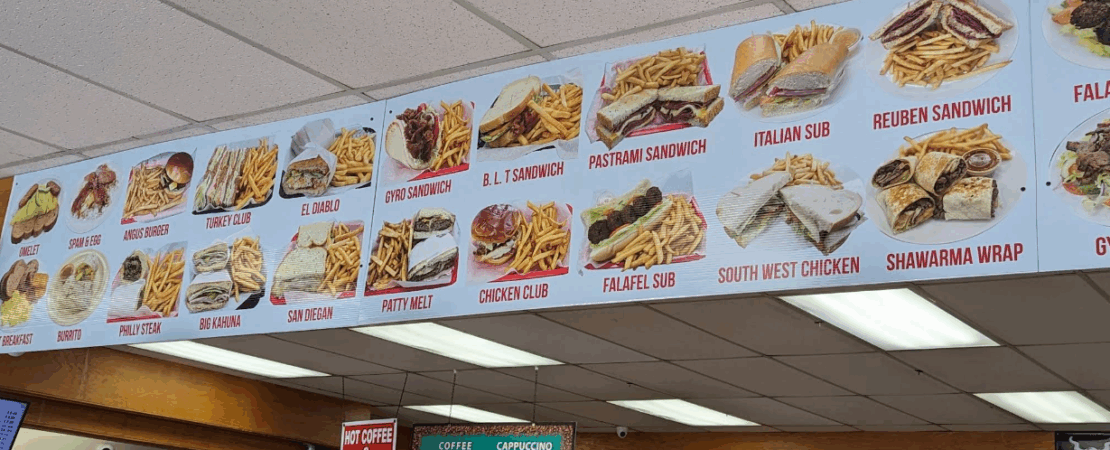 OMELET
SPAM & EGG
ANGUS BURGER
TURKEY CLUB
EL DIABLO
GYRO SANDWICH
B. L. T SANDWICH
PASTRAMI SANDWICH
ITALIAN SUB
REUBEN SANDWICH
FALA
BREAKFAST
BURRITO
PHILLY STEAK
BIG KAHUNA
SAN DIEGAN
PATTY MELT
CHICKEN CLUB
FALAFEL SUB
SOUTH WEST CHICKEN
SHAWARMA WRAP
GY
HOT COFFEE
COFFEE
CAPPUCCINO